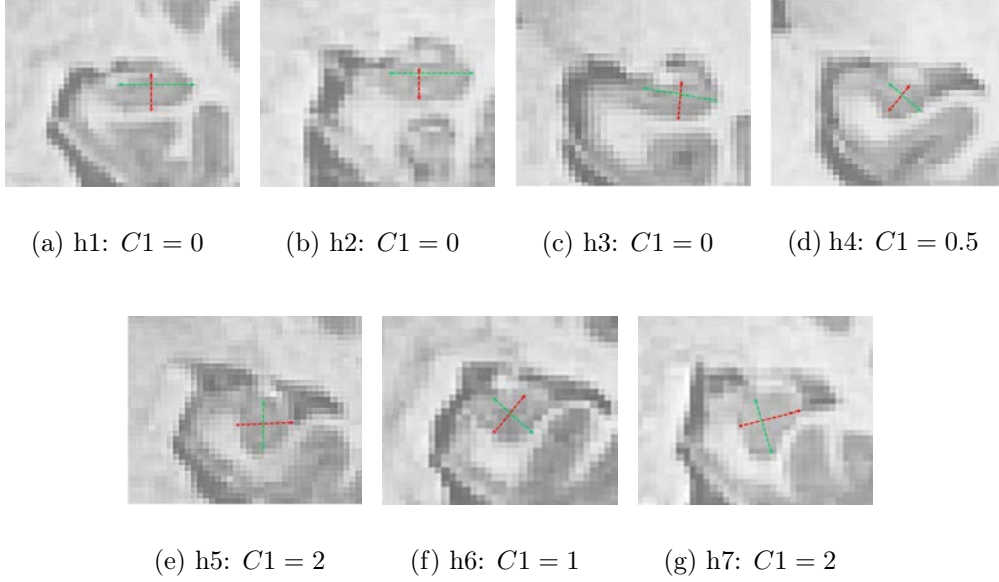 (a) h1: C1 = 0 (b) h2: C1 = 0 (c) h3: C1 = 0 (d) h4: C1 = 0.5
(e) h5: C1 = 2 (f) h6: C1 = 1 (g) h7: C1 = 2